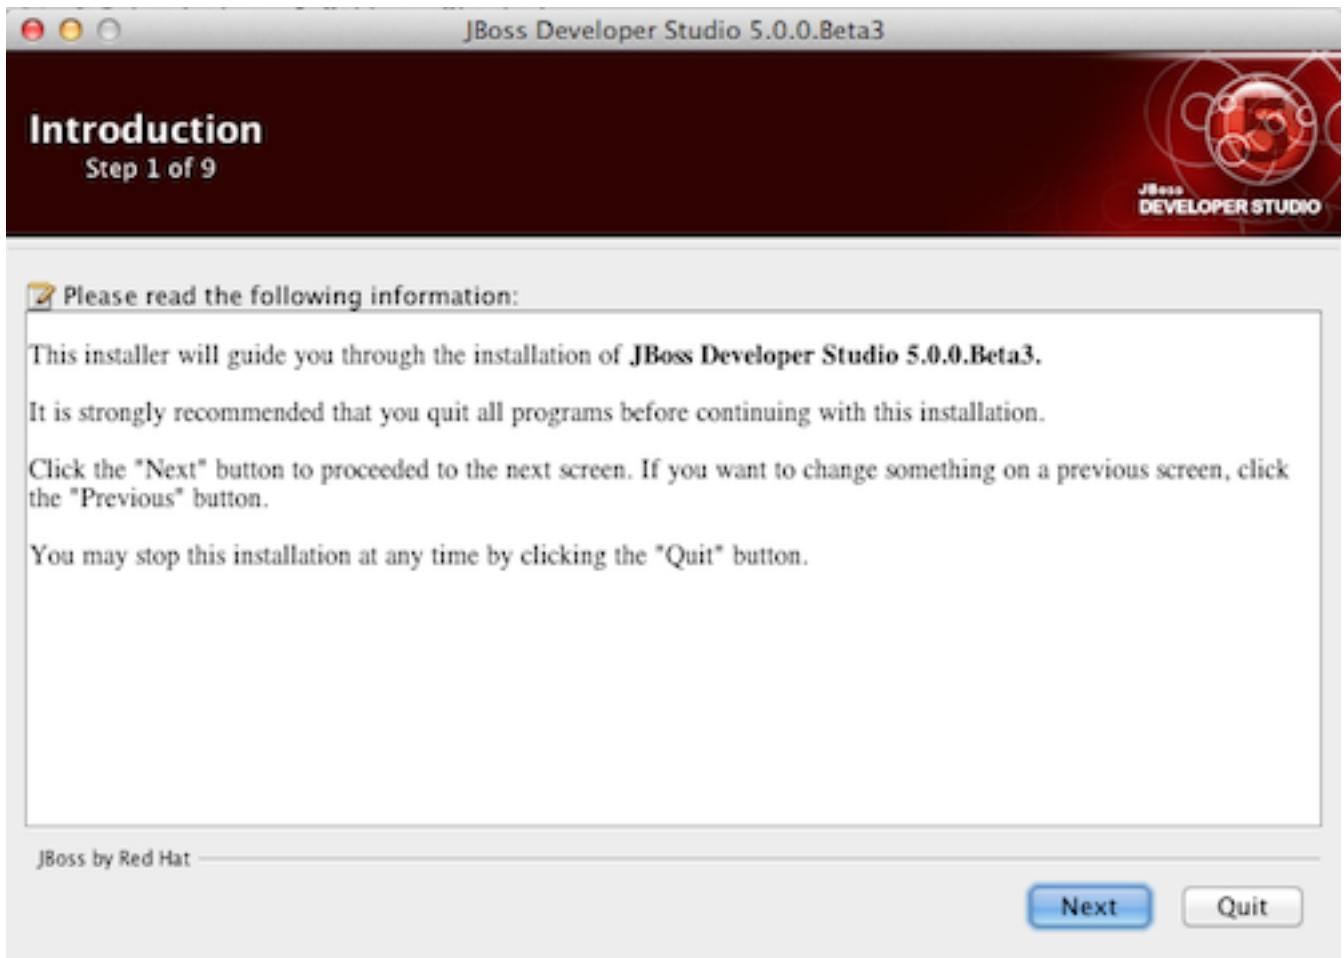 JBoss Developer Studio 5.0.0.Beta3
Introduction
Step 1 of 9
5
JBoss
DEVELOPER STUDIO
Please read the following information:
This installer will guide you through the installation of JBoss Developer Studio 5.0.0.Beta3.
It is strongly recommended that you quit all programs before continuing with this installation.
Click the "Next" button to proceeded to the next screen. If you want to change something on a previous screen, click
the "Previous" button.
You may stop this installation at any time by clicking the "Quit" button.
JBoss by Red Hat
Next
Quit